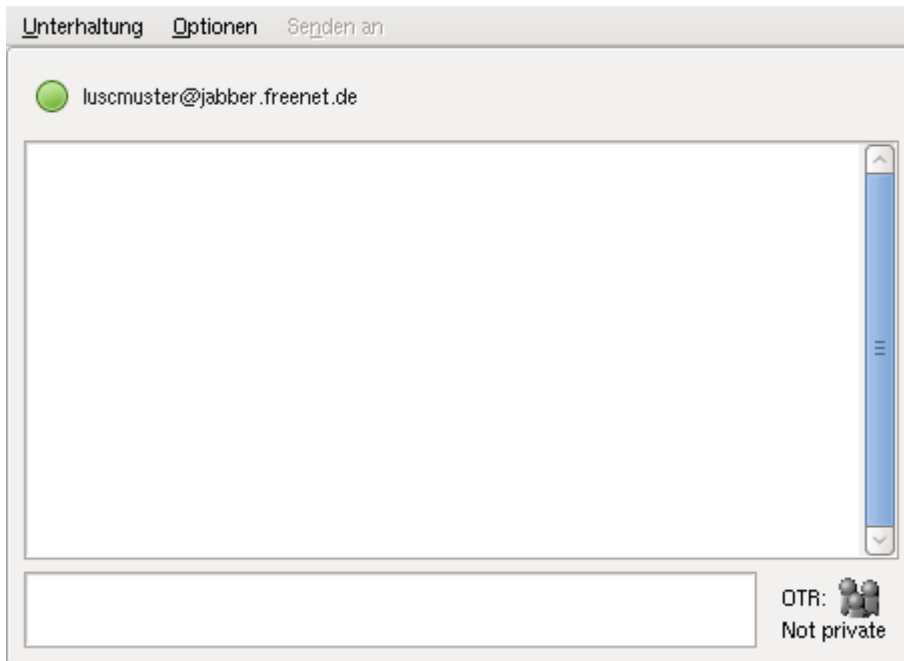 Unterhaltung Optionen Senden an
luscmuster@jabber.freenet.de
OTR:
Not private